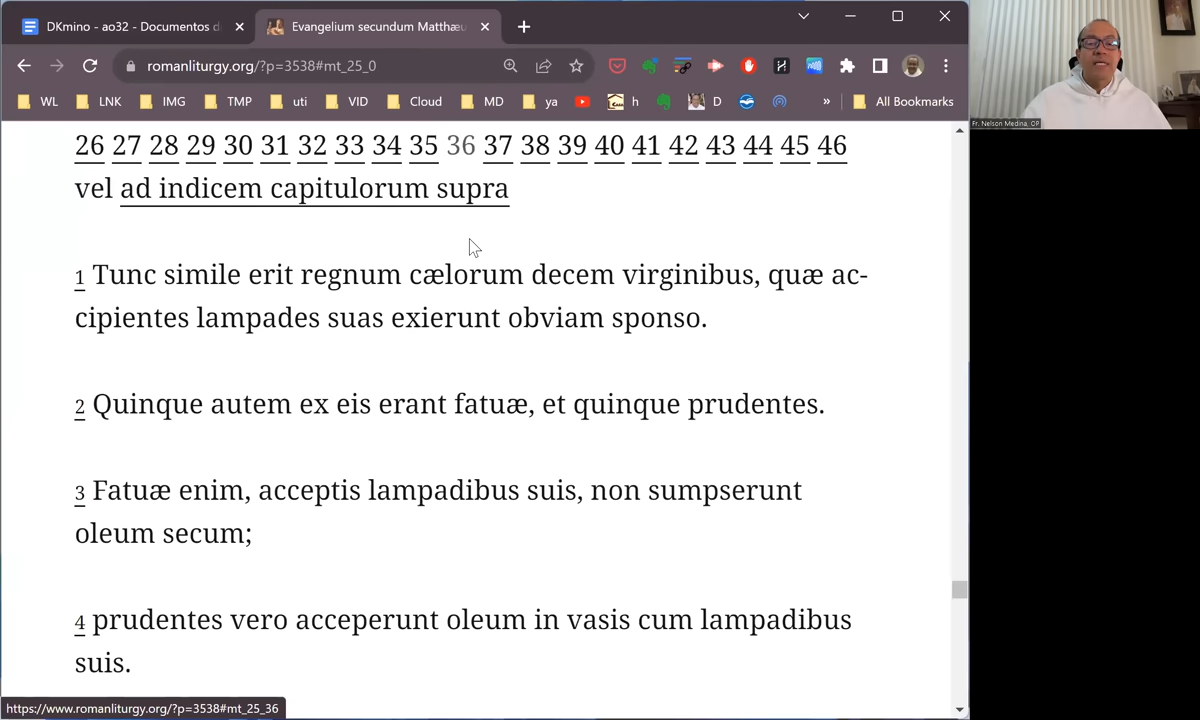 DKmino - ao32 - Documentos d
Evangelium secundum Matthæu
romanliturgy.org/?p=3538#mt_25_0
WL LNK IMG TMP uti VID Cloud MD ya h D » All Bookmarks
Fr. Nelson Medina, OP
26 27 28 29 30 31 32 33 34 35 36 37 38 39 40 41 42 43 44 45 46
vel ad indicem capitulorum supra
1 Tunc simile erit regnum cælorum decem virginibus, quæ ac-
cipientes lampades suas exierunt obviam sponso.
2 Quinque autem ex eis erant fatuæ, et quinque prudentes.
3 Fatuæ enim, acceptis lampadibus suis, non sumpserunt
oleum secum;
4 prudentes vero acceperunt oleum in vasis cum lampadibus
suis.
https://www.romanliturgy.org/?p=3538#mt_25_36